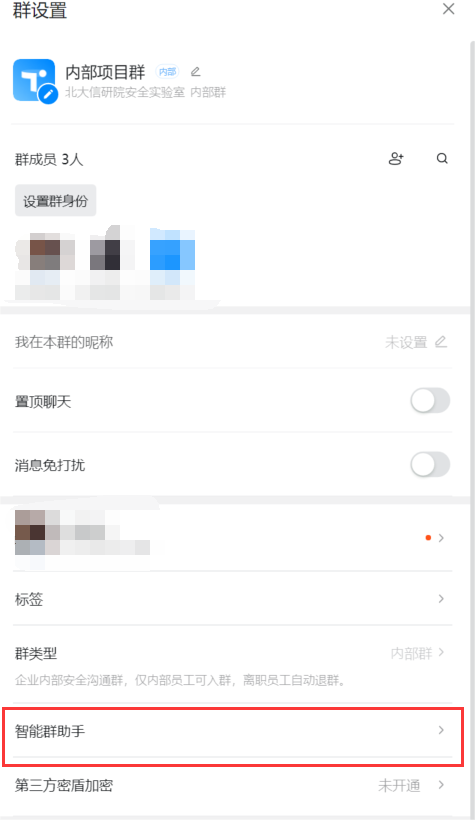 群设置
内部项目群 内部
北大信研院安全实验室 内部群
群成员 3人
设置群身份
我在本群的昵称 未设置
置顶聊天
消息免打扰
标签
群类型 内部群
企业内部安全沟通群，仅内部员工可入群，离职员工自动退群。
智能群助手
第三方密盾加密 未开通